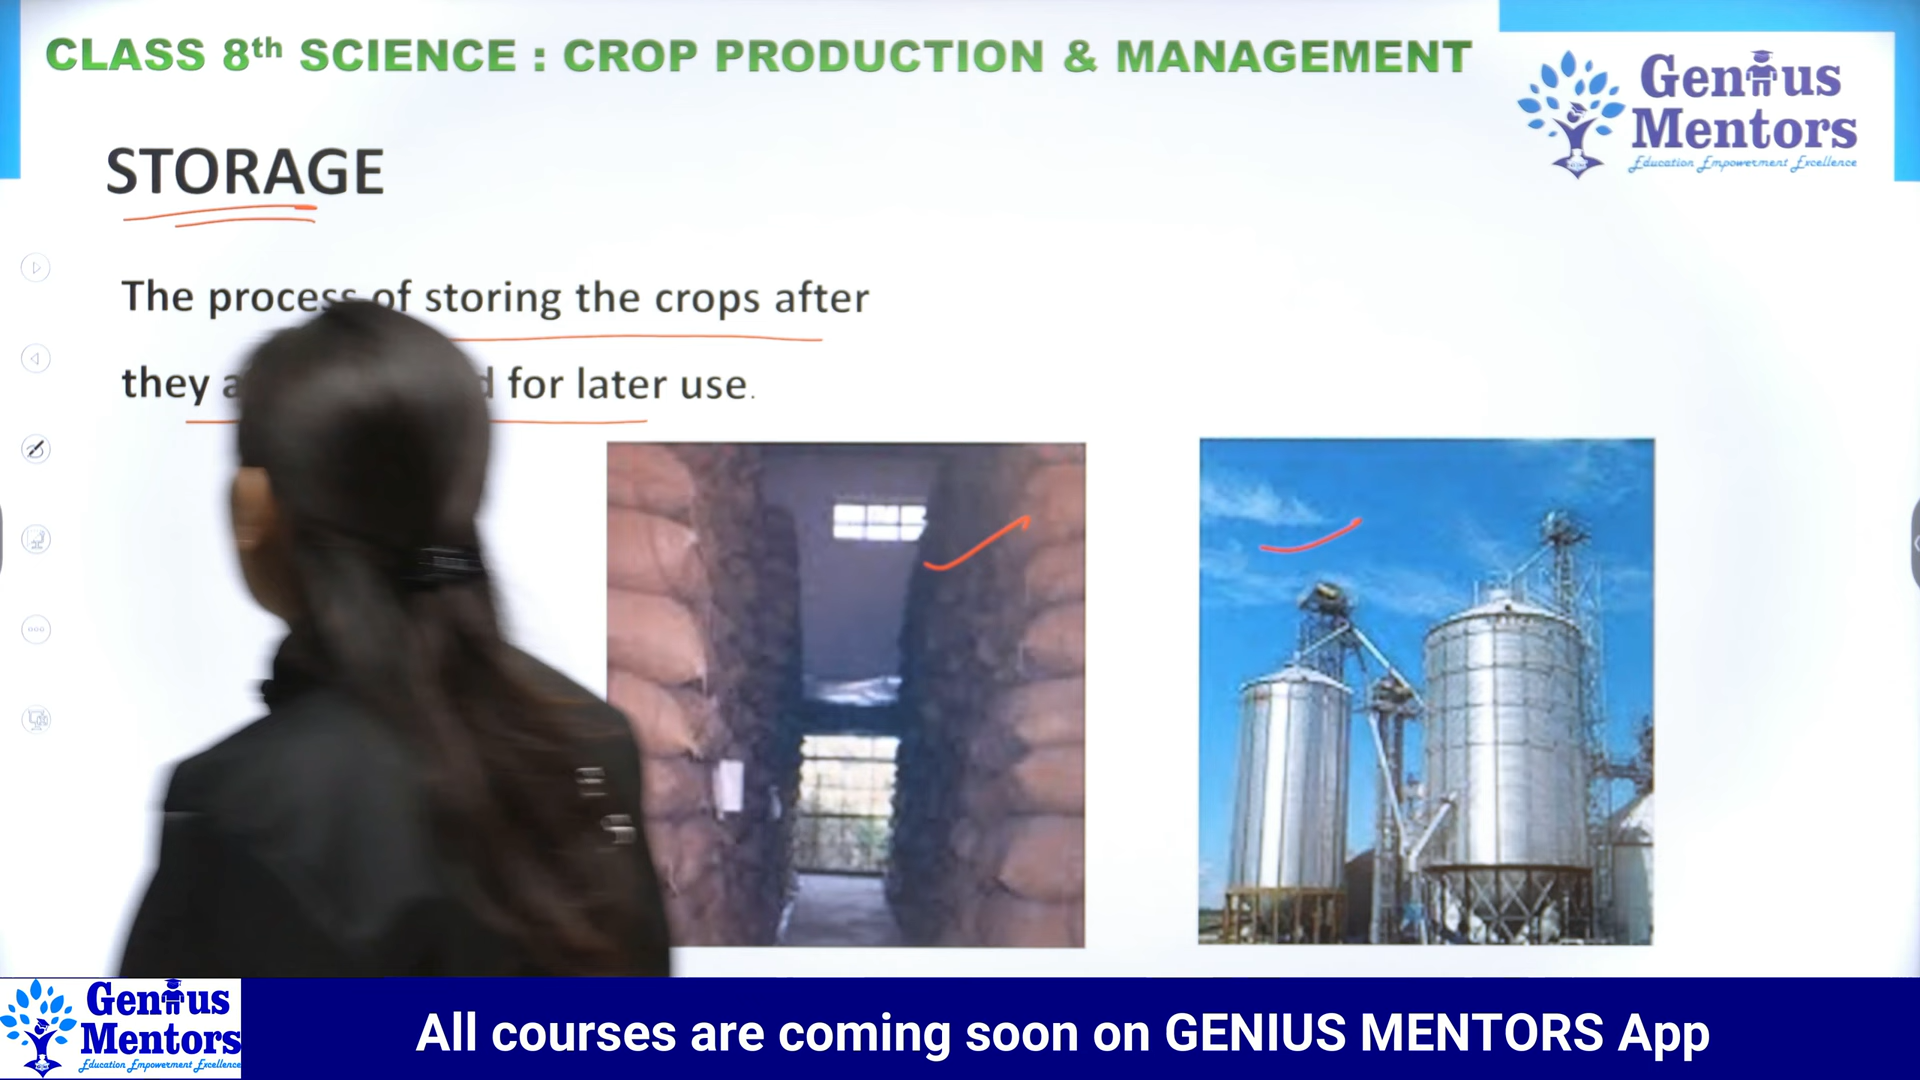 CLASS 8th SCIENCE : CROP PRODUCTION & MANAGEMENT
Genius
Mentors
Education Empowerment Excellence
STORAGE
The process of storing the crops after
they for later use.
Genius
Mentors
Education Empowerment Excellence
All courses are coming soon on GENIUS MENTORS App